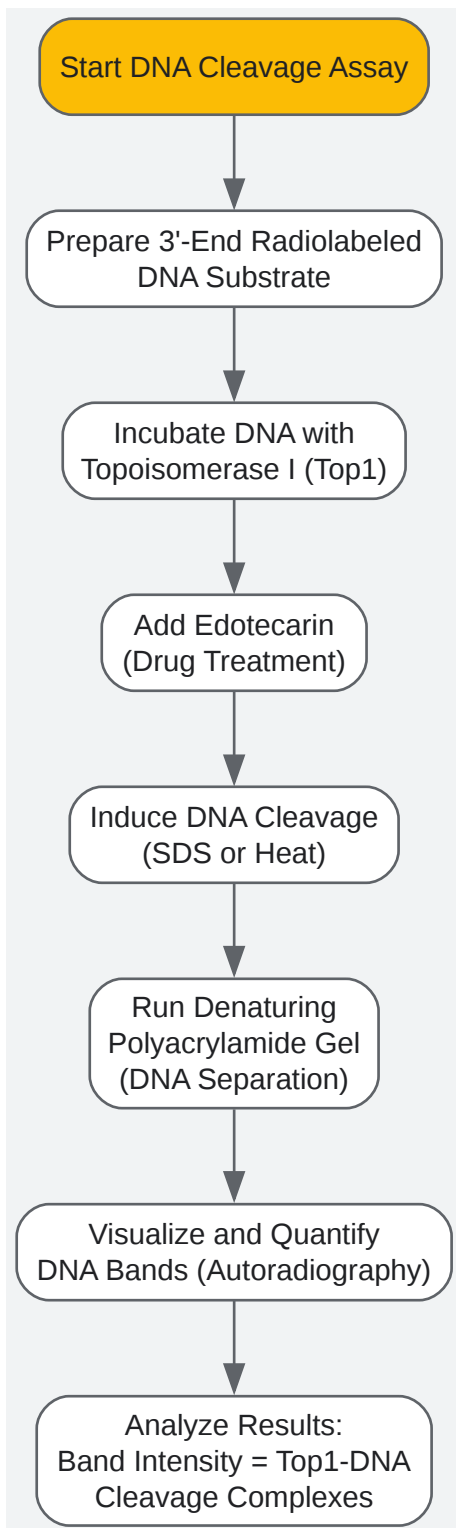 Start DNA Cleavage Assay
Prepare 3'-End Radiolabeled
DNA Substrate
Incubate DNA with
Topoisomerase I (Top1)
Add Edotecarin
(Drug Treatment)
Induce DNA Cleavage
(SDS or Heat)
Run Denaturing
Polyacrylamide Gel
(DNA Separation)
Visualize and Quantify
DNA Bands (Autoradiography)
Analyze Results:
Band Intensity = Top1-DNA
Cleavage Complexes